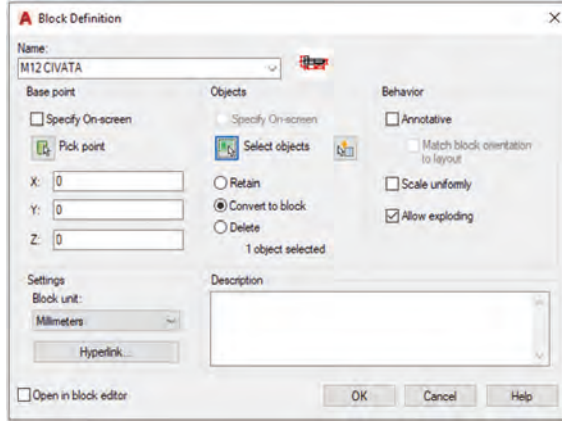 A Block Definition
Name:
M12 CIVATA
Base point
Specify On-screen
Pick point
X: 0
Y: 0
Z: 0
Objects
Specify On-screen
Select objects
Retain
Convert to block
Delete
1 object selected
Behavior
Annotative
Match block orientation
to layout
Scale uniformly
Allow exploding
Settings
Block unit:
Millimeters
Hyperlink...
Description
Open in block editor
OK Cancel Help